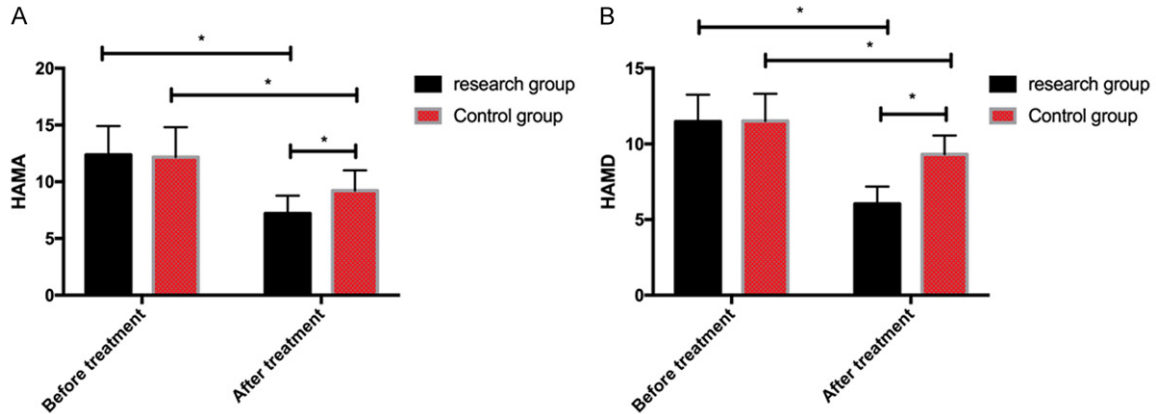 A
*
*
*
20
15
10
5
0
HAMA
Before treatment
After treatment
research group
Control group
B
*
*
*
15
10
5
0
HAMD
Before treatment
After treatment
research group
Control group